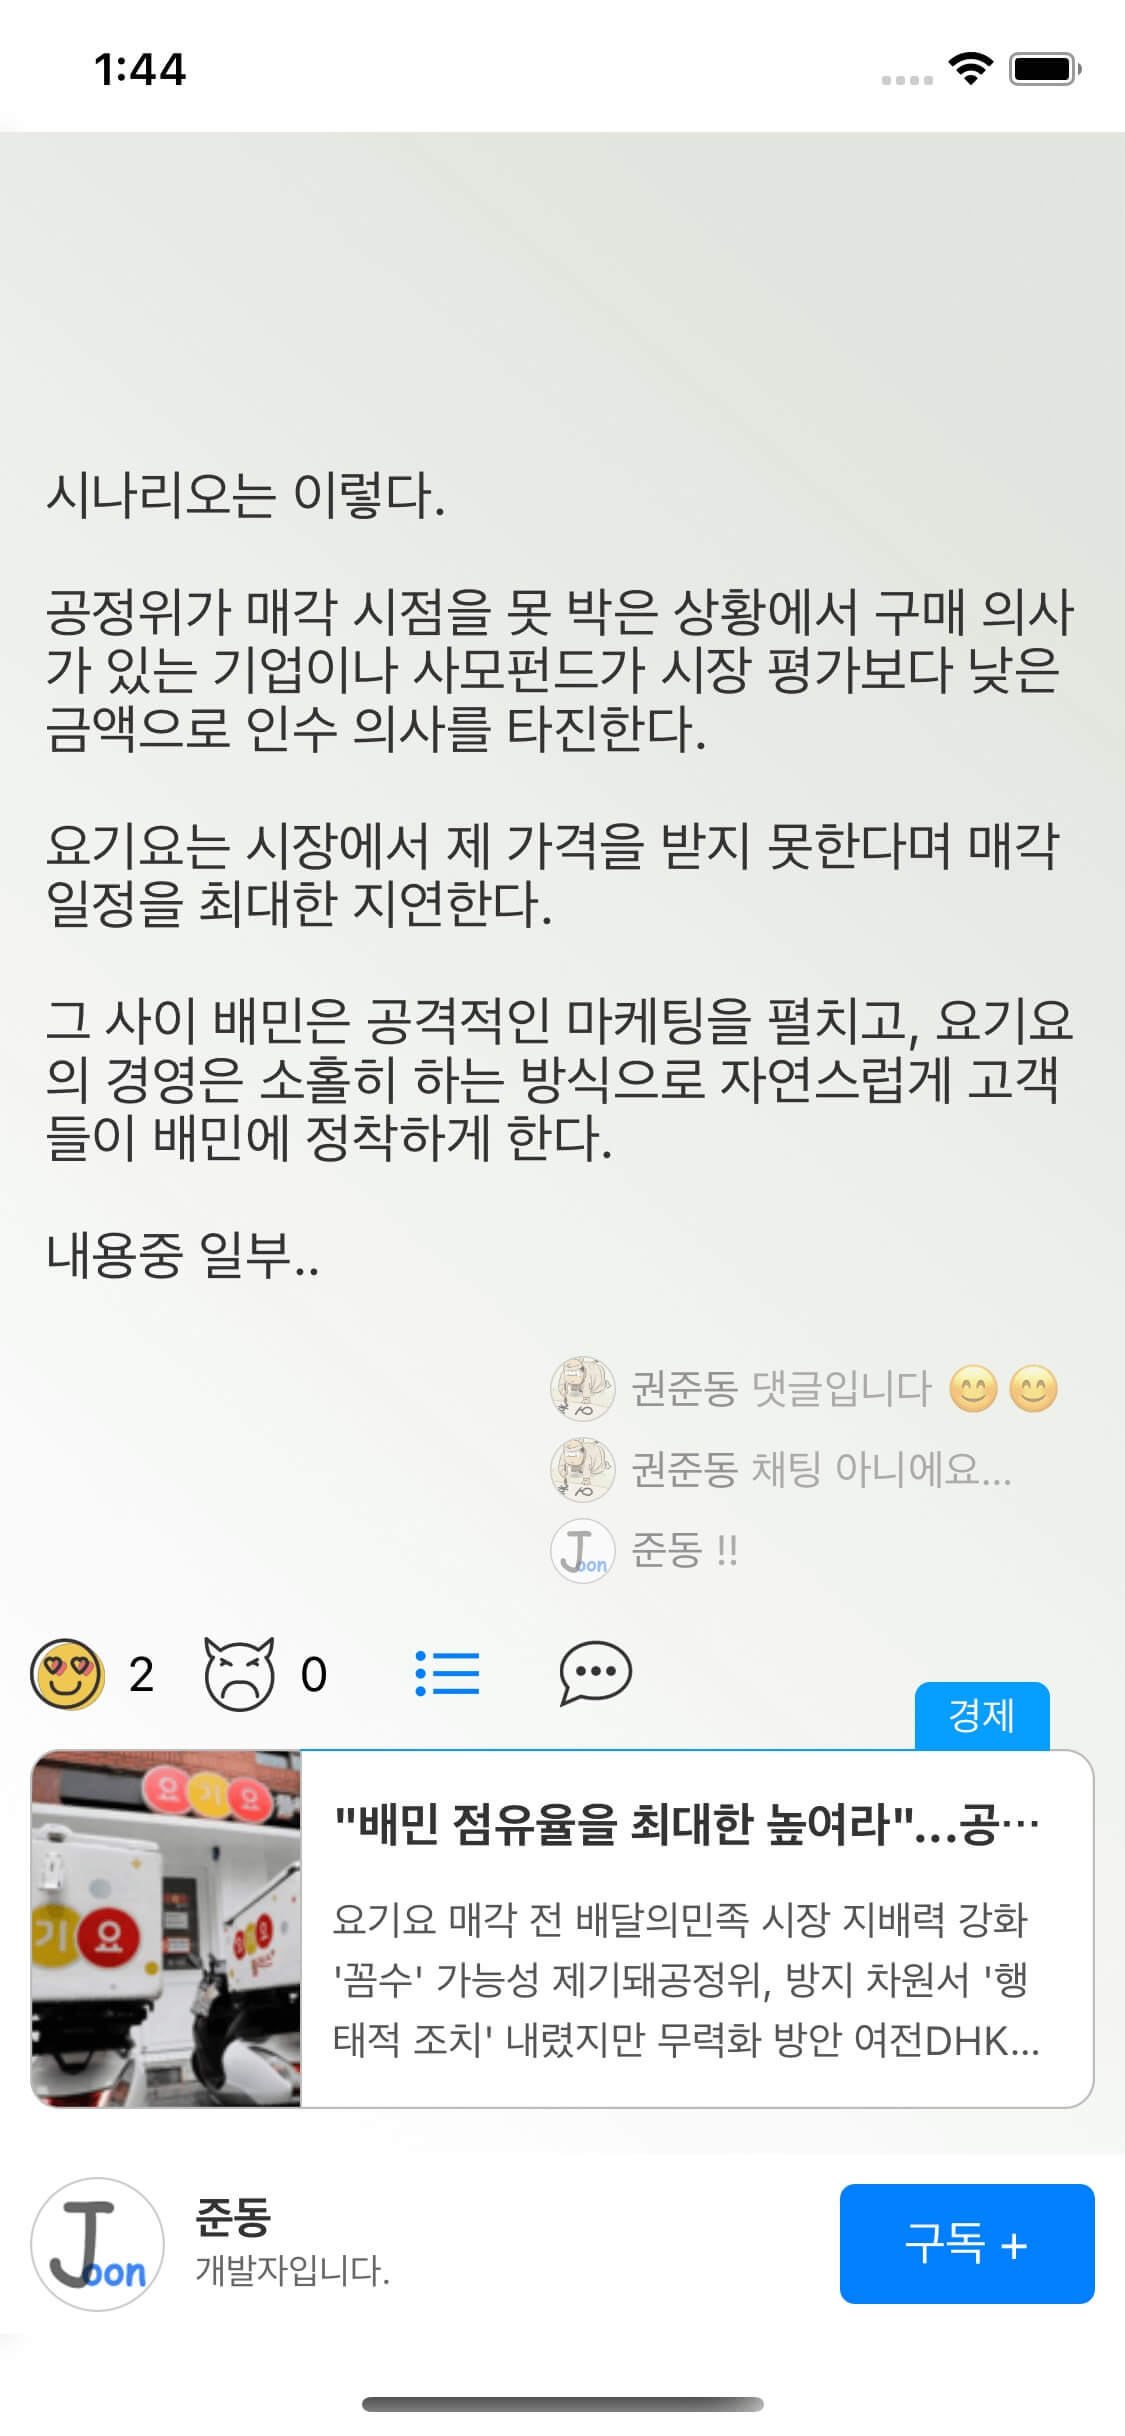 1:44
시나리오는 이렇다.
공정위가 매각 시점을 못 박은 상황에서 구매 의사
가 있는 기업이나 사모펀드가 시장 평가보다 낮은
금액으로 인수 의사를 타진한다.
요기요는 시장에서 제 가격을 받지 못한다며 매각
일정을 최대한 지연한다.
그 사이 배민은 공격적인 마케팅을 펼치고, 요기요
의 경영은 소홀히 하는 방식으로 자연스럽게 고객
들이 배민에 정착하게 한다.
내용중 일부..
권준동 댓글입니다 😊 😊
권준동 채팅 아니에요...
Joon 준동 !!
2 0
경제
요기요
기요
요기요
"배민 점유율을 최대한 높여라"...공…
요기요 매각 전 배달의민족 시장 지배력 강화
'꼼수' 가능성 제기돼공정위, 방지 차원서 '행
태적 조치' 내렸지만 무력화 방안 여전DHK...
Joon
준동
개발자입니다.
구독 +